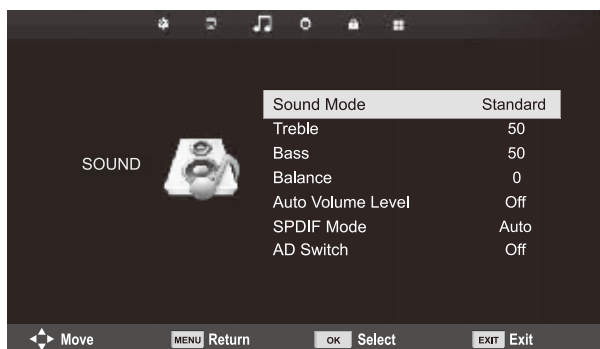 SOUND
Sound Mode Standard
Treble 50
Bass 50
Balance 0
Auto Volume Level Off
SPDIF Mode Auto
AD Switch Off
Move MENU Return OK Select EXIT Exit